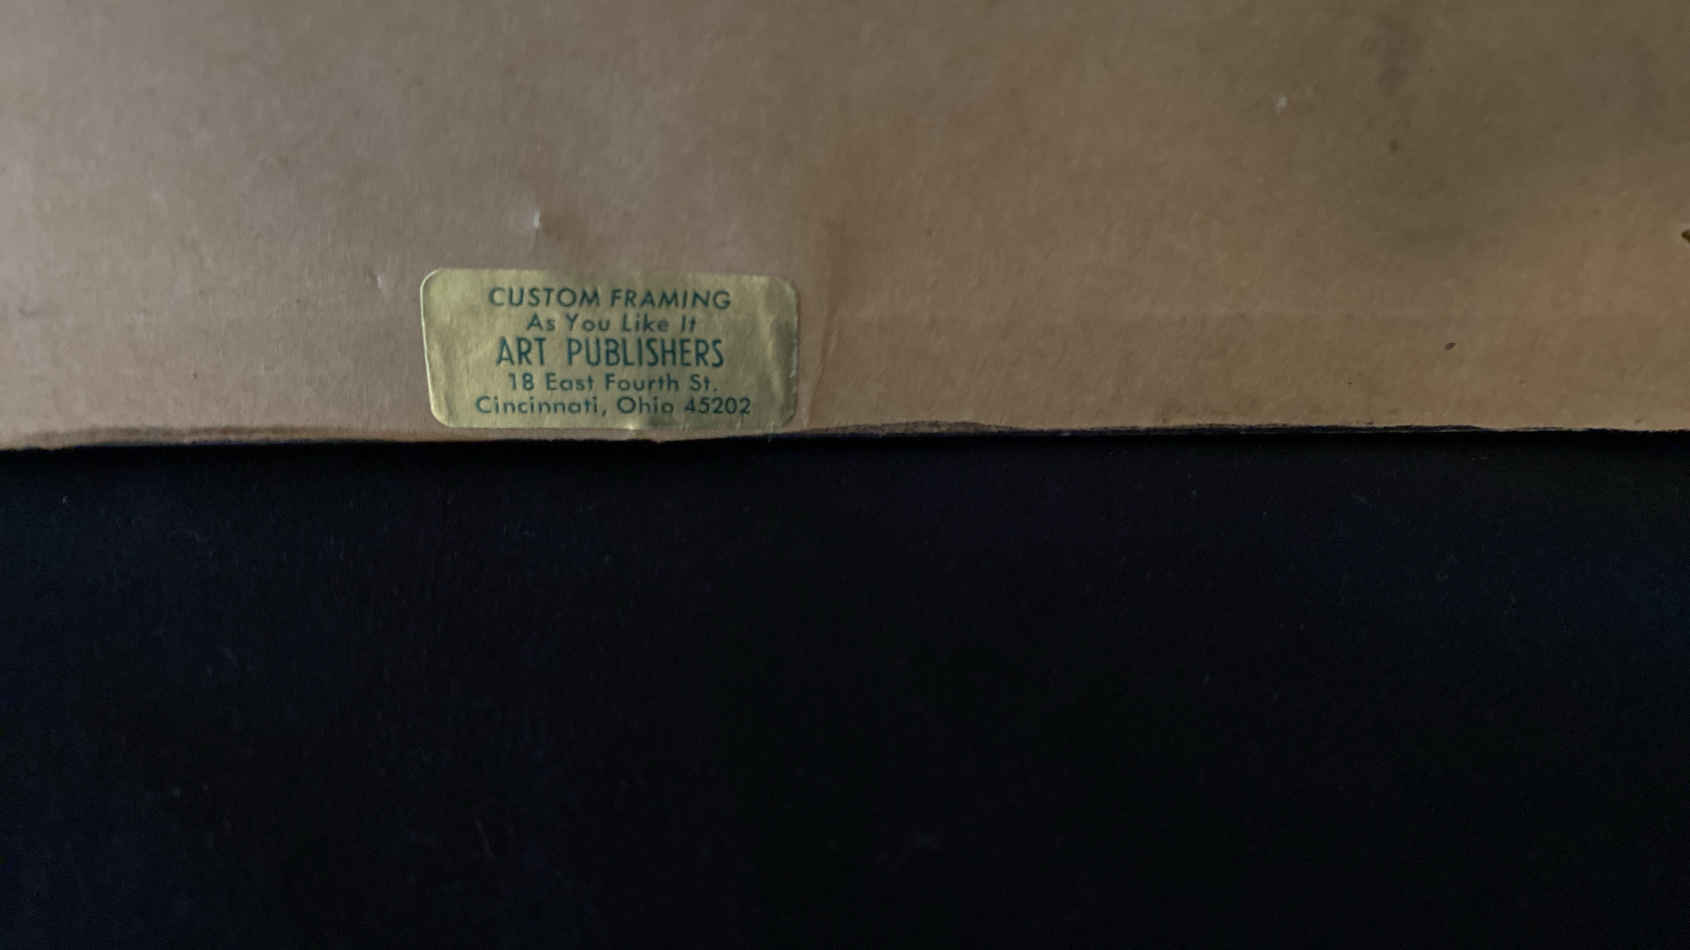 CUSTOM FRAMING
As You Like It
ART PUBLISHERS
18 East Fourth St.
Cincinnati, Ohio 45202